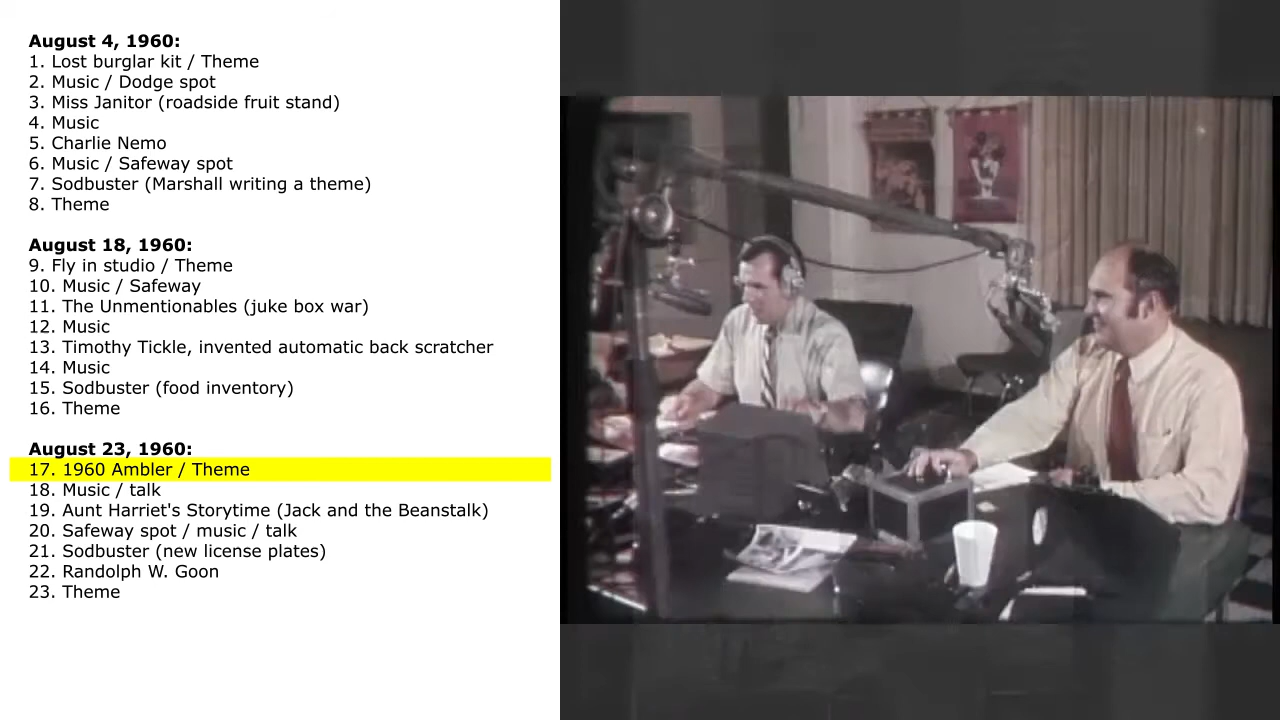 August 4, 1960:
1. Lost burglar kit / Theme
2. Music / Dodge spot
3. Miss Janitor (roadside fruit stand)
4. Music
5. Charlie Nemo
6. Music / Safeway spot
7. Sodbuster (Marshall writing a theme)
8. Theme
August 18, 1960:
9. Fly in studio / Theme
10. Music / Safeway
11. The Unmentionables (juke box war)
12. Music
13. Timothy Tickle, invented automatic back scratcher
14. Music
15. Sodbuster (food inventory)
16. Theme
August 23, 1960:
17. 1960 Ambler / Theme
18. Music / talk
19. Aunt Harriet's Storytime (Jack and the Beanstalk)
20. Safeway spot / music / talk
21. Sodbuster (new license plates)
22. Randolph W. Goon
23. Theme